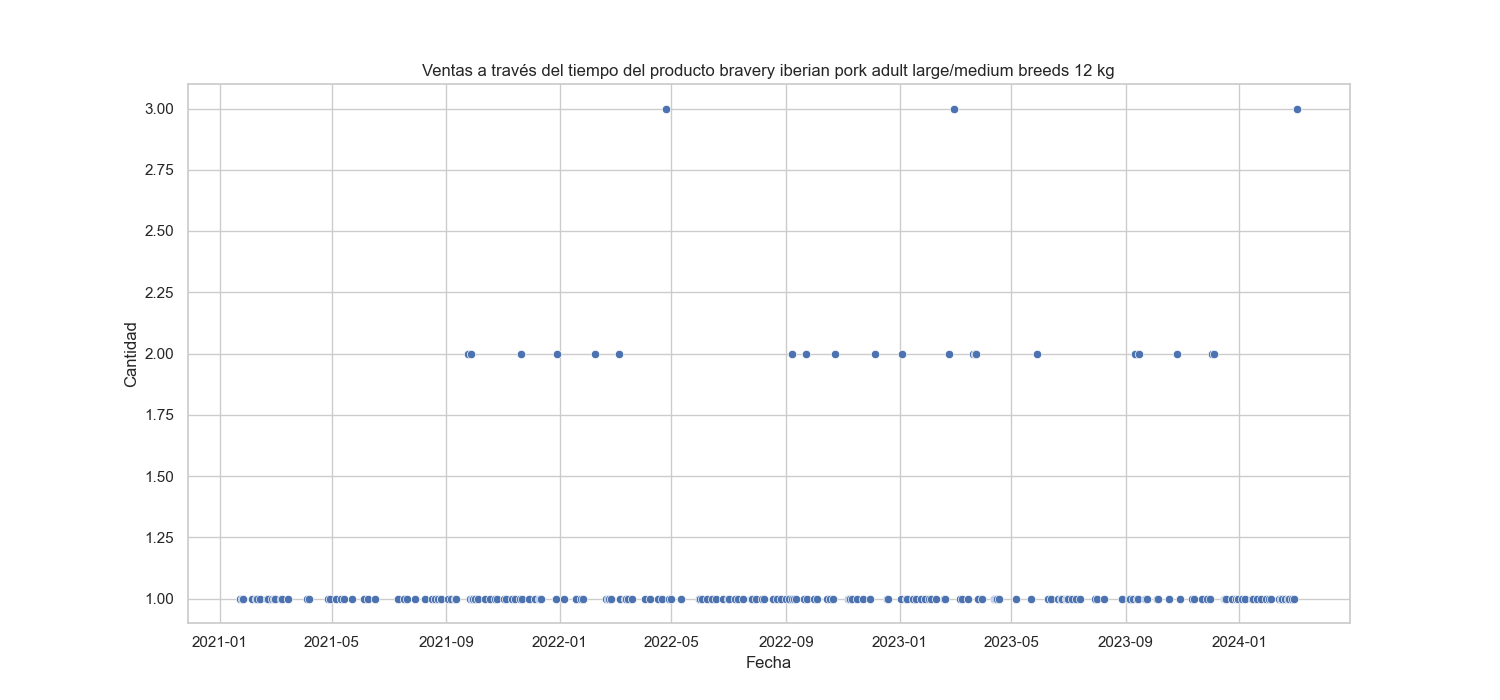 Ventas a través del tiempo del producto bravery iberian pork adult large/medium breeds 12 kg
3.00
2.75
2.50
2.25
2.00
1.75
1.50
1.25
1.00
Cantidad
2021-01 2021-05 2021-09 2022-01 2022-05 2022-09 2023-01 2023-05 2023-09 2024-01
Fecha